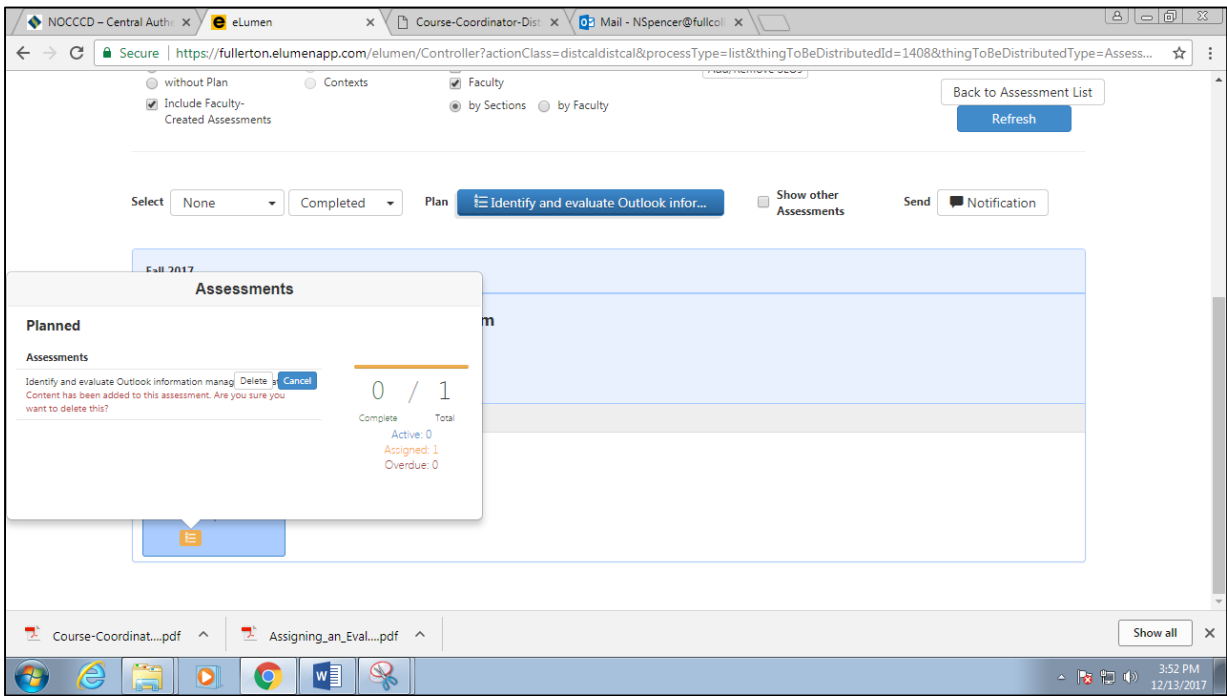 NOCCCD – Central Authe
eLumen
Course-Coordinator-Dist
Mail - NSpencer@fullcoll
Secure | https://fullerton.elumenapp.com/elumen/Controller?actionClass=distcaldistcal&processType=list&thingToBeDistributedId=1408&thingToBeDistributedType=Assess...
without Plan
Contexts
Faculty
Add/Remove SLOs
Include Faculty-
Created Assessments
by Sections
by Faculty
Back to Assessment List
Refresh
Select
None
Completed
Plan
Identify and evaluate Outlook infor...
Show other
Assessments
Send
Notification
Fall 2017
Assessments
Planned
Assessments
Identify and evaluate Outlook information manag
Delete
Cancel
Content has been added to this assessment. Are you sure you
want to delete this?
0 / 1
Complete Total
Active: 0
Assigned: 1
Overdue: 0
m
Course-Coordinat....pdf
Assigning_an_Eval....pdf
Show all
3:52 PM
12/13/2017